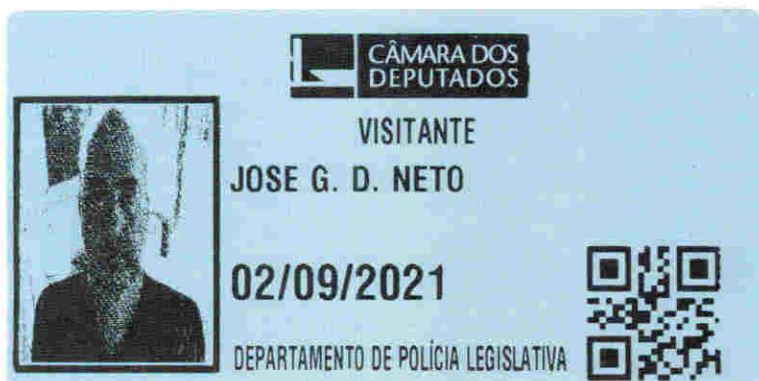 CÂMARA DOS
DEPUTADOS
VISITANTE
JOSE G. D. NETO
02/09/2021
DEPARTAMENTO DE POLÍCIA LEGISLATIVA